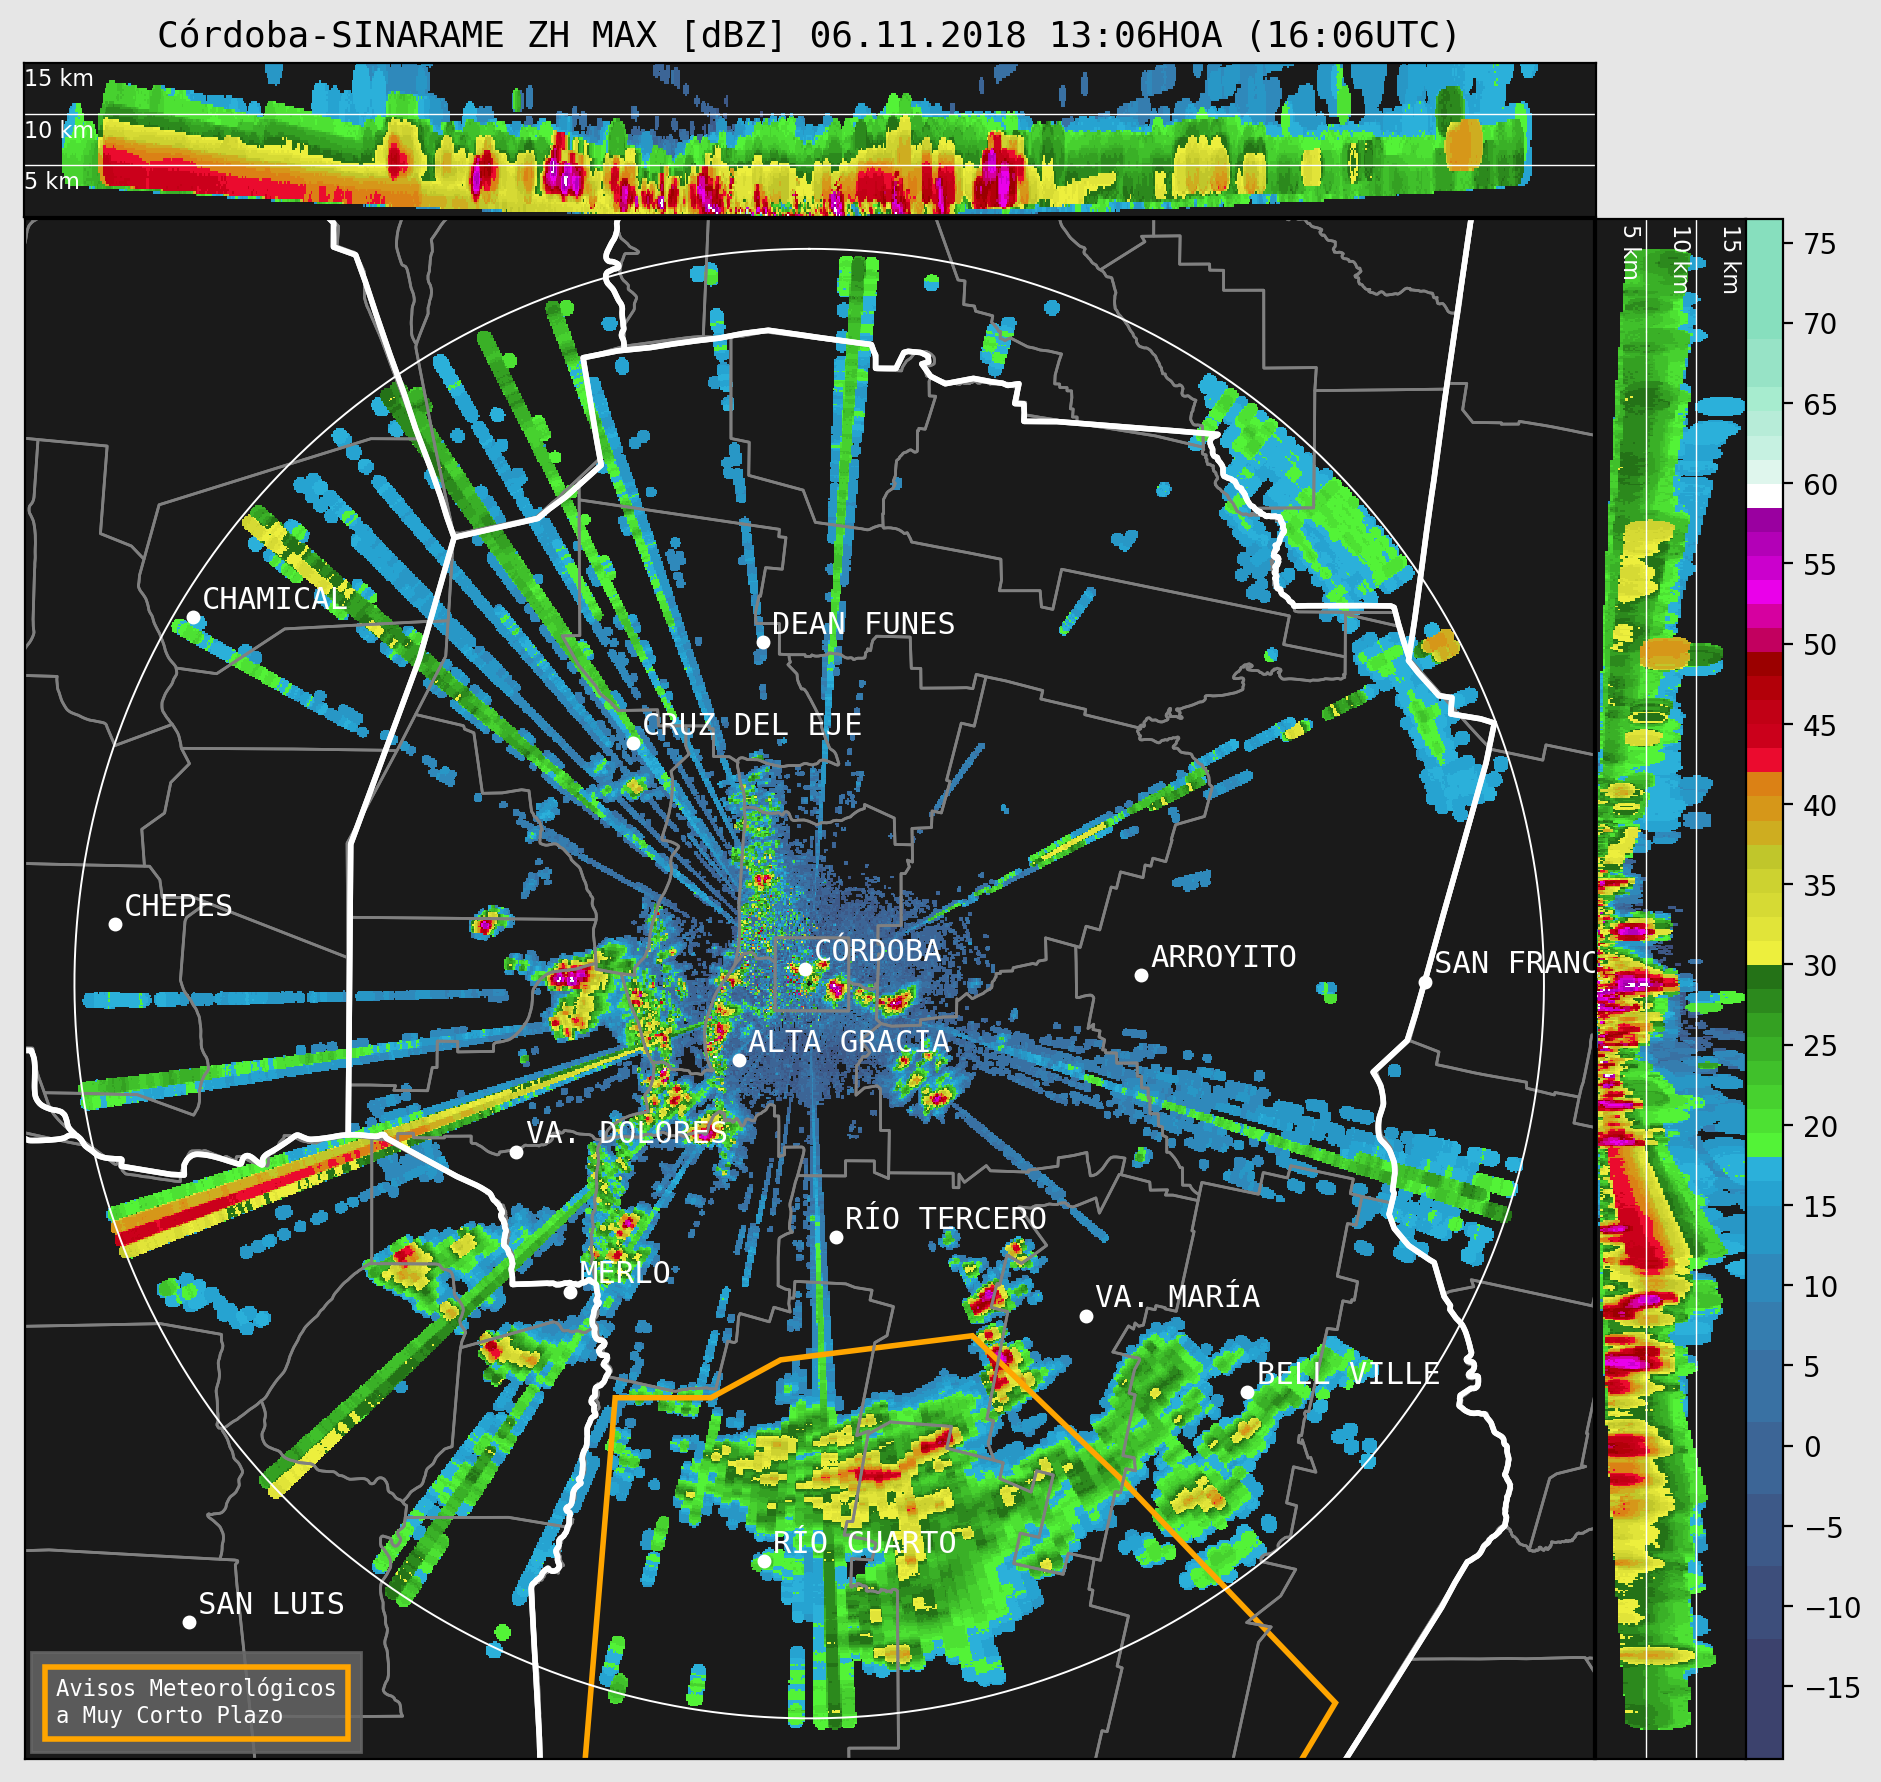 Córdoba-SINARAME ZH MAX [dBZ] 06.11.2018 13:06HOA (16:06UTC)
15 km
10 km
5 km
5 km
10 km
15 km
75
70
65
60
55
50
45
40
35
30
25
20
15
10
5
0
−5
−10
−15
CHAMICAL
DEAN FUNES
CRUZ DEL EJE
CHEPES
CÓRDOBA
ARROYITO
SAN FRANC
ALTA GRACIA
VA. DOLORES
RÍO TERCERO
MERLO
VA. MARÍA
BELL VILLE
RÍO CUARTO
SAN LUIS
Avisos Meteorológicos
a Muy Corto Plazo